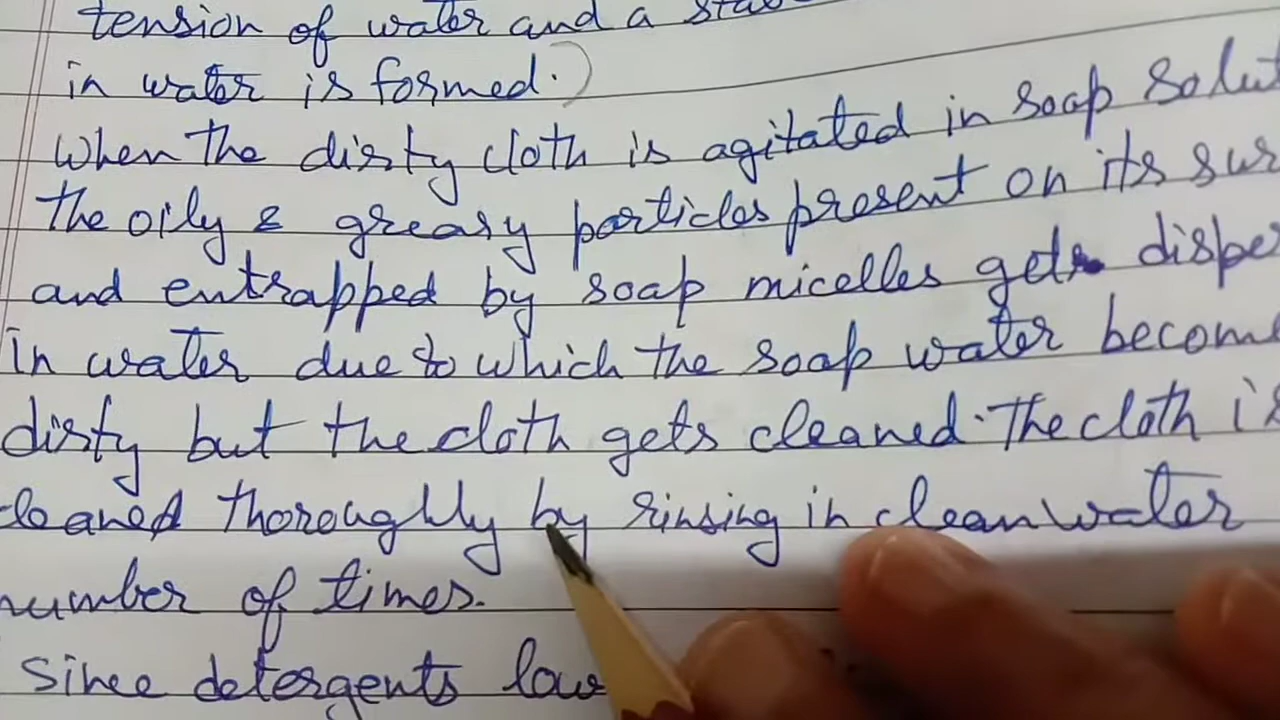 tension of water and a
in water is formed.)
When the dirty cloth is agitated in soap
the oily & greasy particles present on its
and entrapped by soap micelles gets
in water due to which the soap water
dirty but the cloth gets cleaned. The cloth is
cleaned thoroughly by rinsing in clean water
number of times.
Since detergents